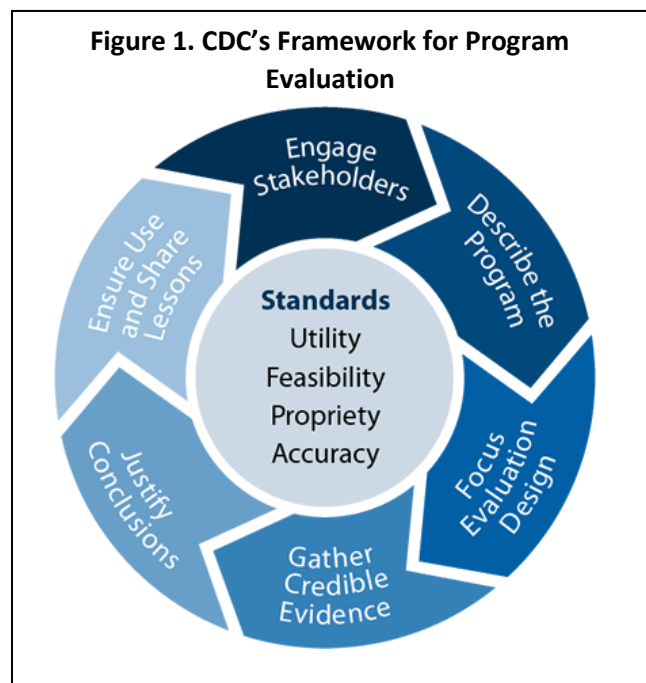 Figure 1. CDC’s Framework for Program
Evaluation
Engage
Stakeholders
Describe the
Program
Focus
Evaluation
Design
Gather
Credible
Evidence
Justify
Conclusions
Ensure Use
and Share
Lessons
Standards
Utility
Feasibility
Propriety
Accuracy